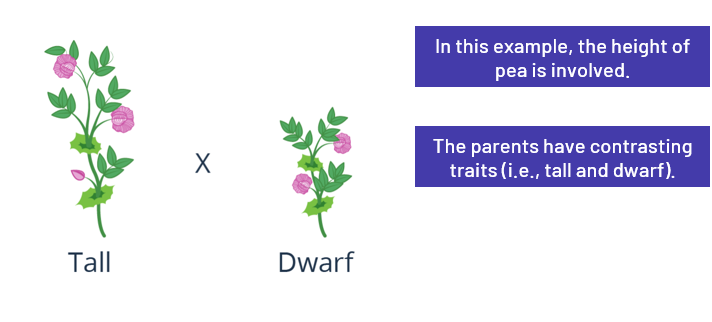 In this example, the height of
pea is involved.
The parents have contrasting
traits (i.e., tall and dwarf).
X
Tall
Dwarf